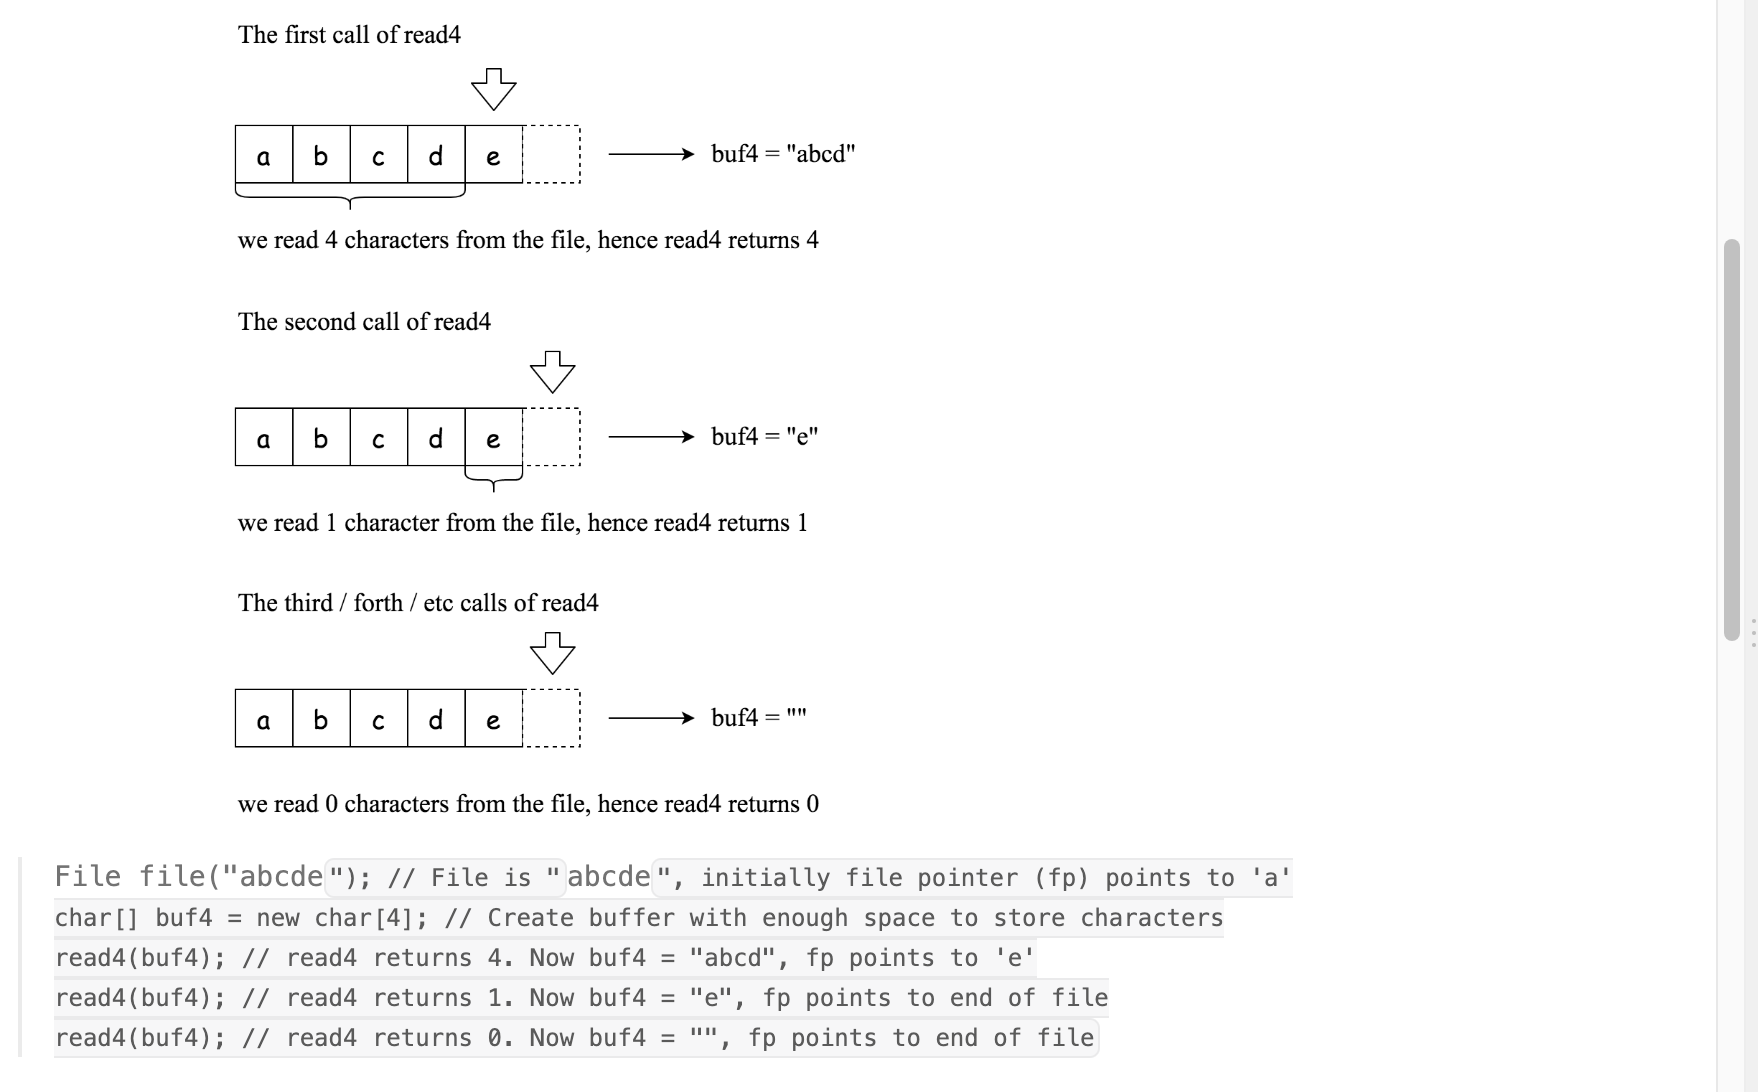 The first call of read4
a b c d e
buf4 = "abcd"
we read 4 characters from the file, hence read4 returns 4
The second call of read4
a b c d e
buf4 = "e"
we read 1 character from the file, hence read4 returns 1
The third / forth / etc calls of read4
a b c d e
buf4 = ""
we read 0 characters from the file, hence read4 returns 0
File file("abcde"); // File is "abcde", initially file pointer (fp) points to 'a'
char[] buf4 = new char[4]; // Create buffer with enough space to store characters
read4(buf4); // read4 returns 4. Now buf4 = "abcd", fp points to 'e'
read4(buf4); // read4 returns 1. Now buf4 = "e", fp points to end of file
read4(buf4); // read4 returns 0. Now buf4 = "", fp points to end of file